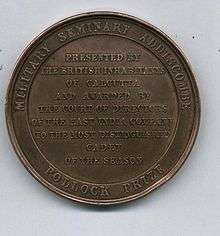 MILITARY SEMINARY ADDISCOMBE
PRESENTED BY
THE BRITISH INHABITANTS
OF CALCUTTA
AND AWARDED BY
THE COURT OF DIRECTORS
OF THE EAST INDIA COMPANY
TO THE MOST DISTINGUISHED
CADET
OF THE SEASON
POLLOCK PRIZE